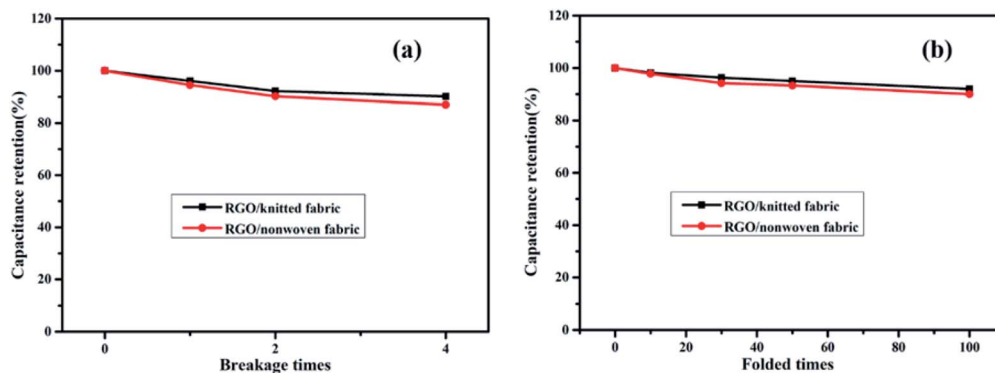 120
100
80
60
40
20
0
Capacitance retention(%)
(a)
RGO/knitted fabric
RGO/nonwoven fabric
0
2
4
Breakage times
120
100
80
60
40
20
0
Capacitance retention(%)
(b)
RGO/knitted fabric
RGO/nonwoven fabric
0 20 40 60 80 100
Folded times